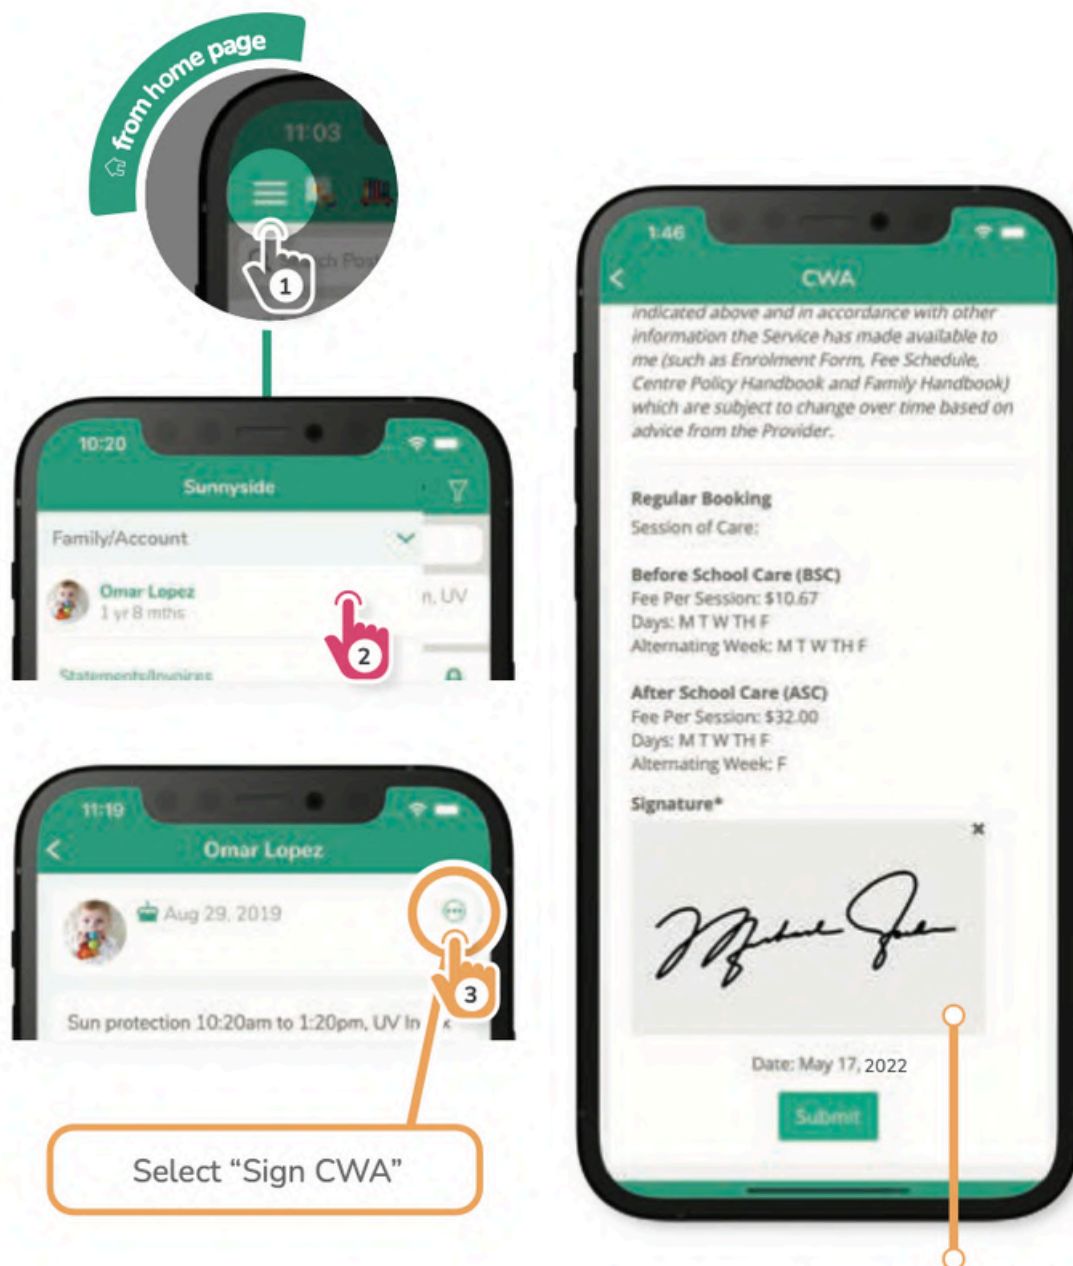 from home page
11:03
1
10:20
Sunnyside
Family/Account
Omar Lopez
1 yr 8 mths
n, UV
2
Statements/Invoices
11:19
Omar Lopez
Aug 29, 2019
3
Sun protection 10:20am to 1:20pm, UV In
Select “Sign CWA”
1:46
CWA
indicated above and in accordance with other
information the Service has made available to
me (such as Enrolment Form, Fee Schedule,
Centre Policy Handbook and Family Handbook)
which are subject to change over time based on
advice from the Provider.
Regular Booking
Session of Care:
Before School Care (BSC)
Fee Per Session: $10.67
Days: M T W TH F
Alternating Week: M T W TH F
After School Care (ASC)
Fee Per Session: $32.00
Days: M T W TH F
Alternating Week: F
Signature*
Date: May 17, 2022
Submit